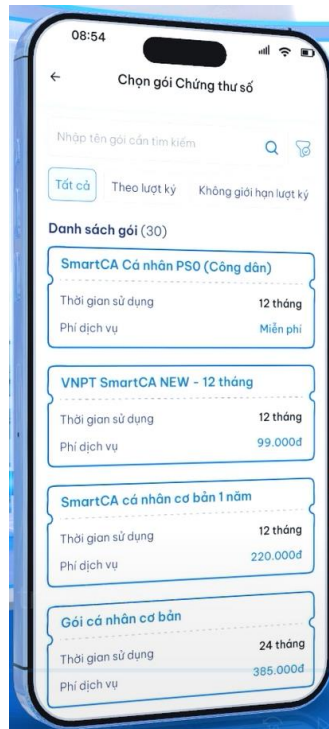 08:54
Chọn gói Chứng thư số
Nhập tên gói cần tìm kiếm
Tất cả Theo lượt ký Không giới hạn lượt ký
Danh sách gói (30)
SmartCA Cá nhân PS0 (Công dân)
Thời gian sử dụng 12 tháng
Phí dịch vụ Miễn phí
VNPT SmartCA NEW - 12 tháng
Thời gian sử dụng 12 tháng
Phí dịch vụ 99.000đ
SmartCA cá nhân cơ bản 1 năm
Thời gian sử dụng 12 tháng
Phí dịch vụ 220.000đ
Gói cá nhân cơ bản
Thời gian sử dụng 24 tháng
Phí dịch vụ 385.000đ